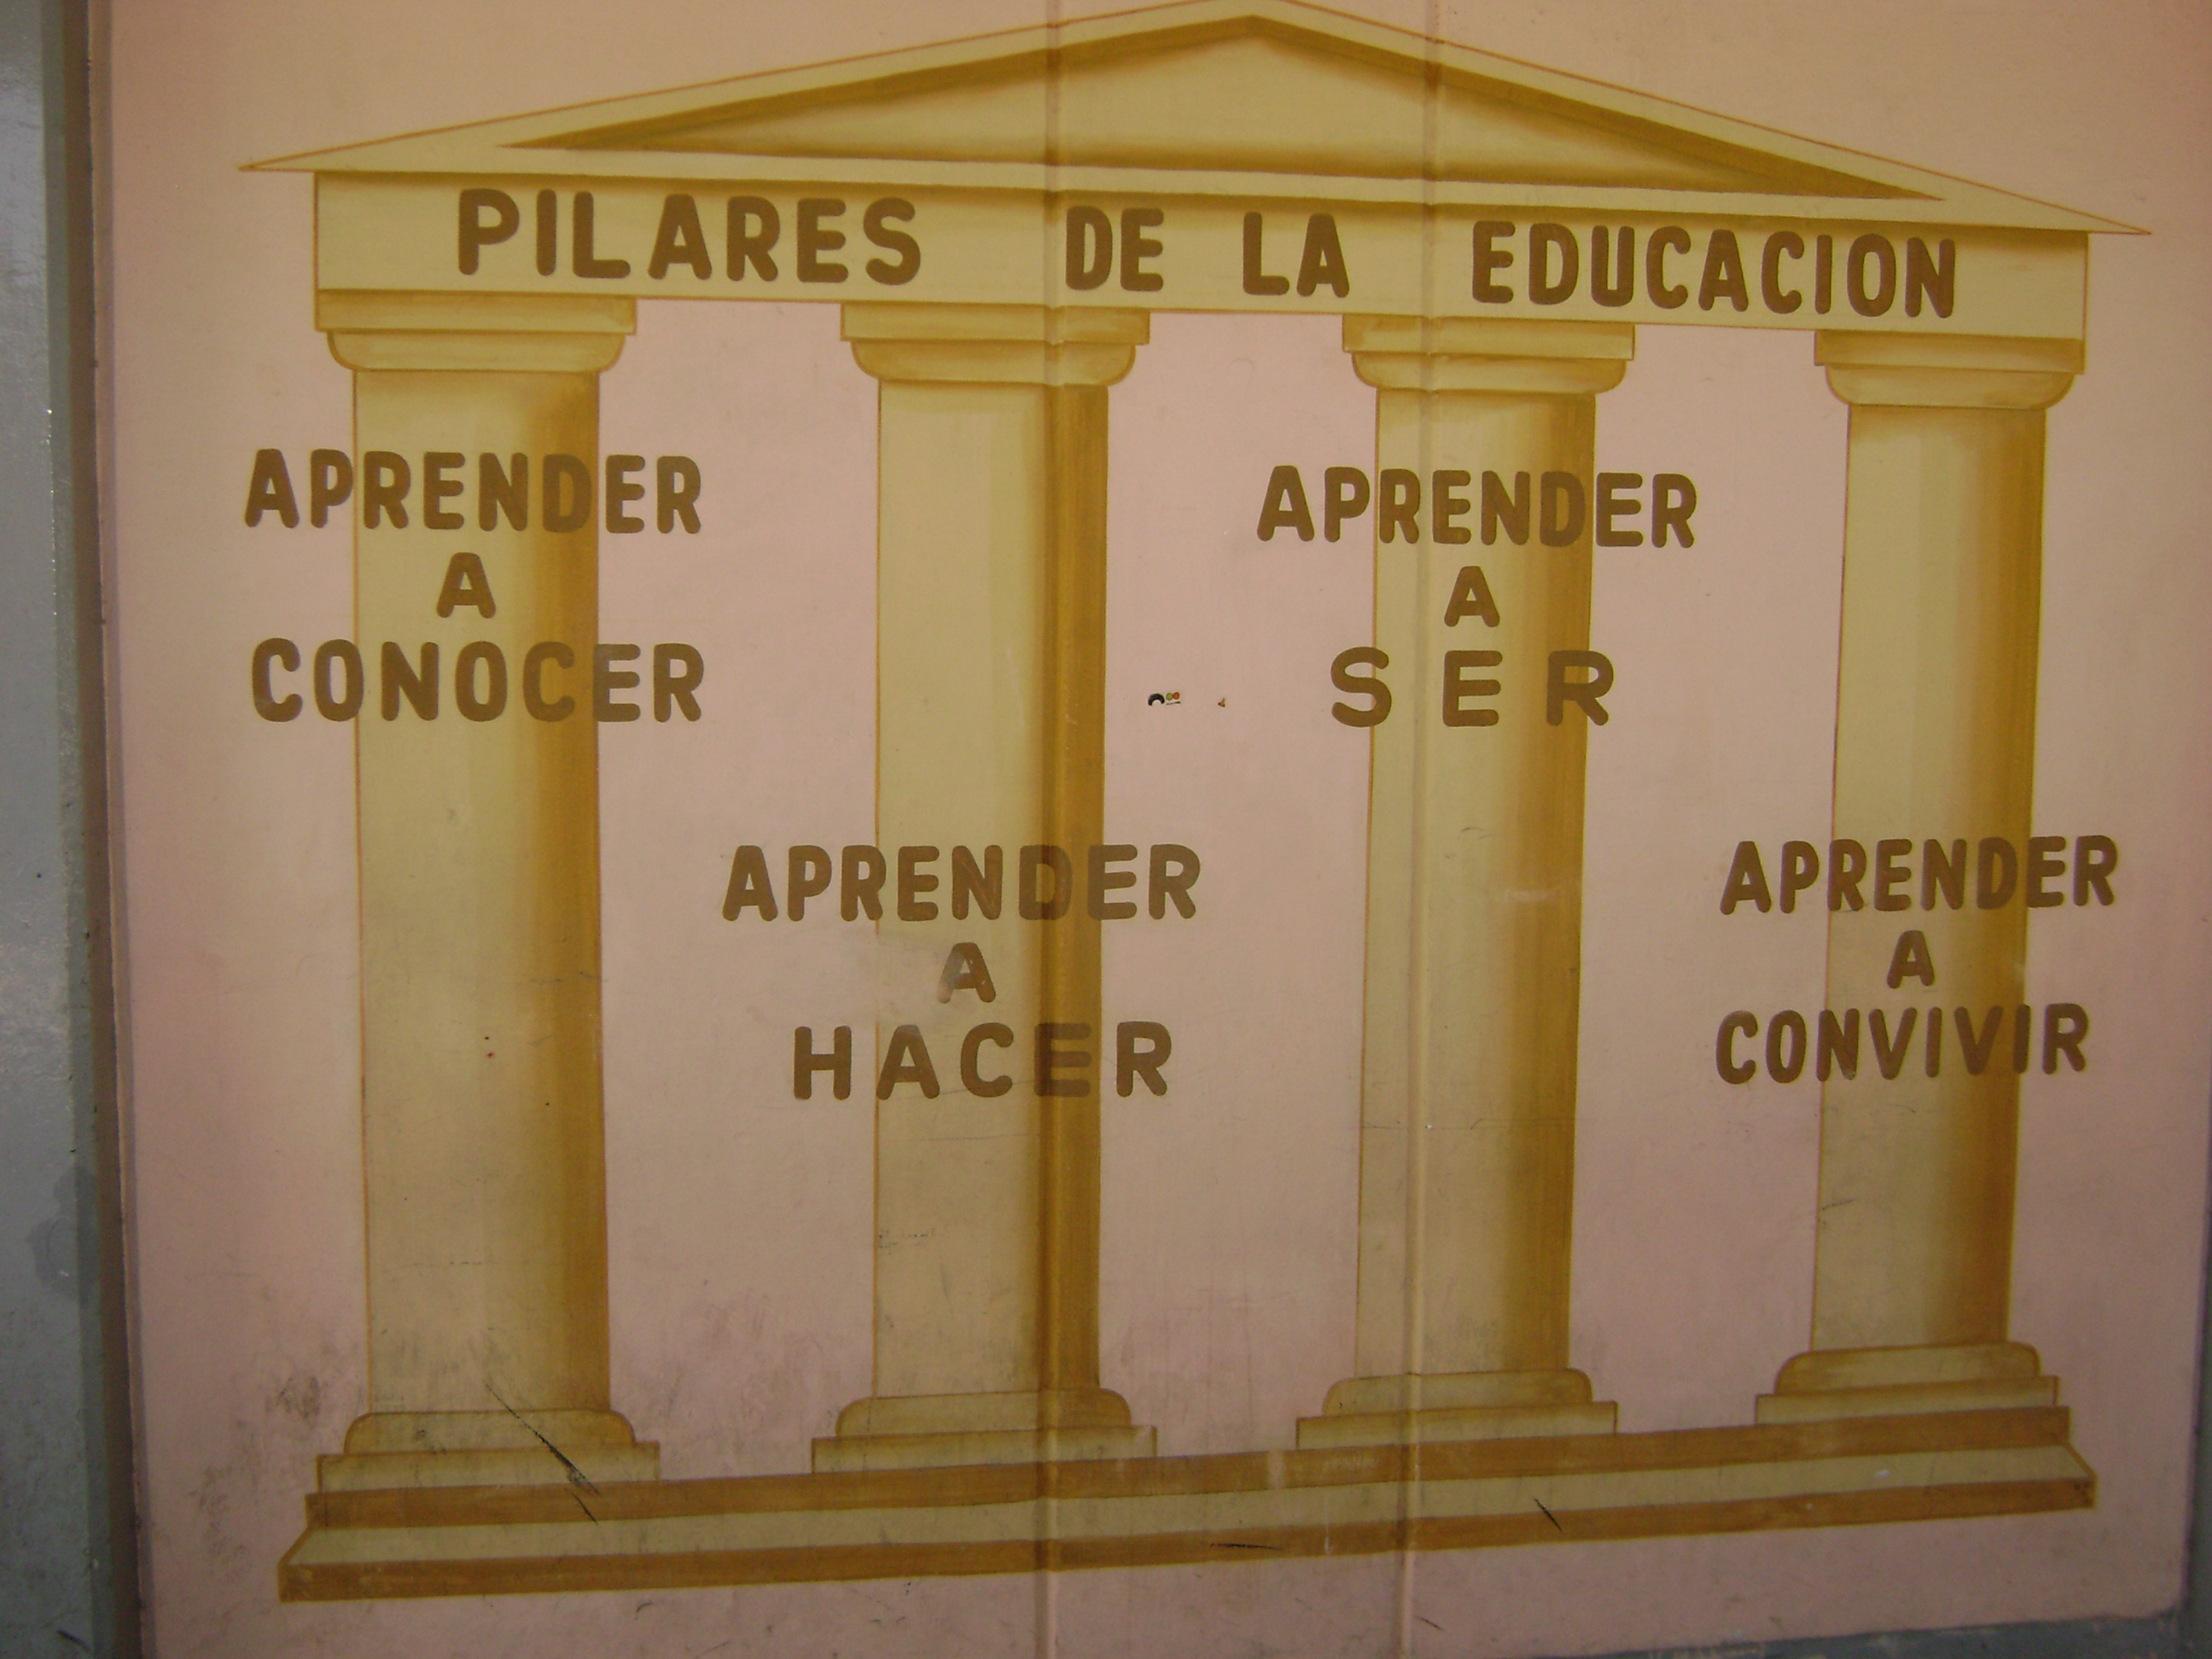 PILARES DE LA EDUCACION
APRENDER
A
CONOCER
APRENDER
A
HACER
APRENDER
A
SER
APRENDER
A
CONVIVIR